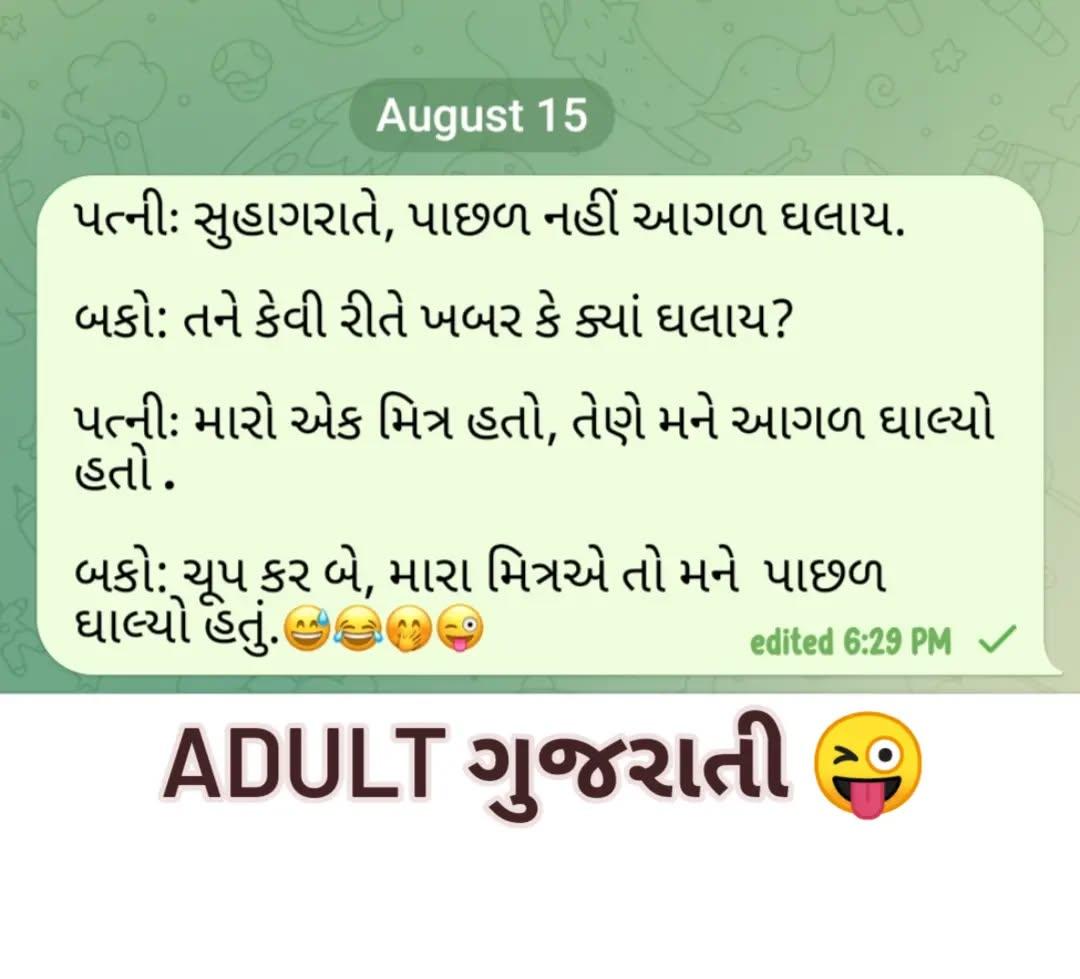 August 15
પત્ની: સુહાગરાતે, પાછળ નહીં આગળ ઘલાય.
બકો: તને કેવી રીતે ખબર કે ક્યાં ઘલાય?
પત્ની: મારો એક મિત્ર હતો, તેણે મને આગળ ઘાલ્યો
હતો.
બકો: ચૂપ કર બે, મારા મિત્રએ તો મને પાછળ
ઘાલ્યો હતું.😅😂🤭😜
edited 6:29 PM
ADULT ગુજરાતી 😜